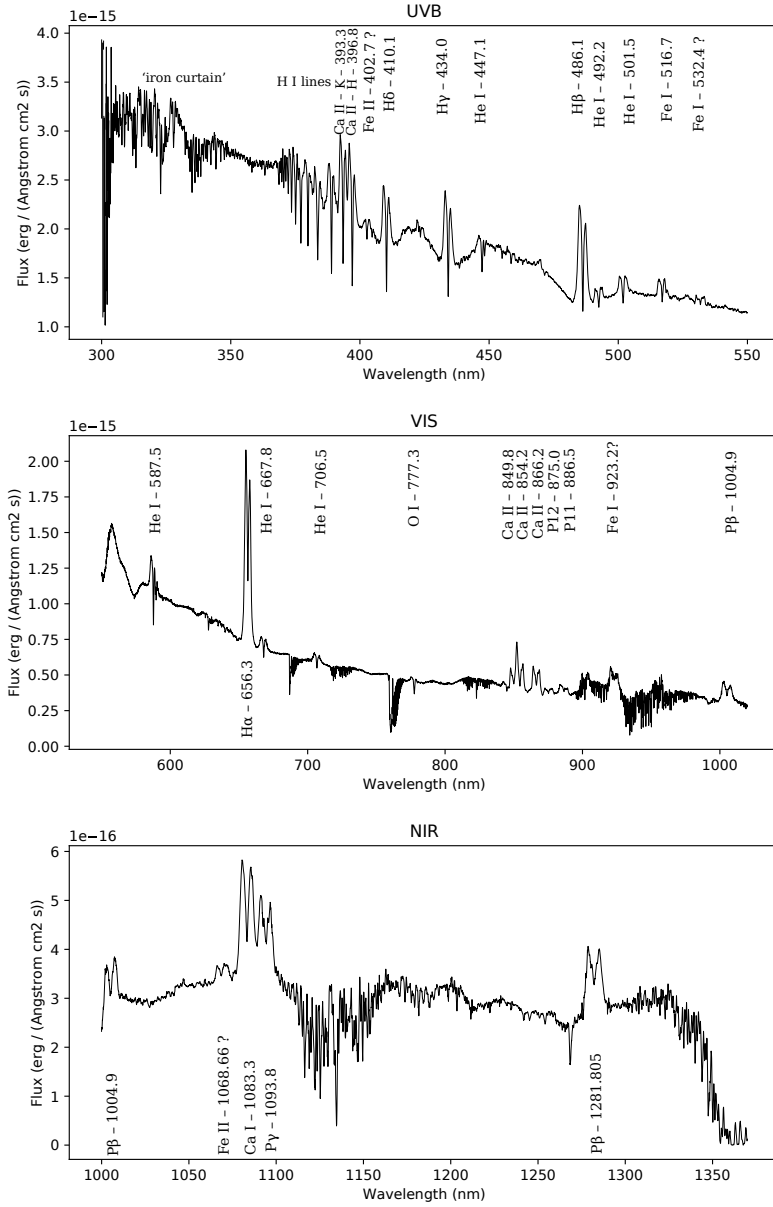 UVB
1e−15
Flux (erg / (Angstrom cm2 s))
4.0
3.5
3.0
2.5
2.0
1.5
1.0
'iron curtain'
H I lines
Ca II – K – 393.3
Ca II – H – 396.8
Fe II – 402.7 ?
Hδ – 410.1
Hγ – 434.0
He I – 447.1
Hβ – 486.1
He I – 492.2
He I – 501.5
Fe I – 516.7
Fe I – 532.4 ?
300
350
400
450
500
550
Wavelength (nm)
VIS
1e−15
Flux (erg / (Angstrom cm2 s))
2.00
1.75
1.50
1.25
1.00
0.75
0.50
0.25
0.00
He I – 587.5
Hα – 656.3
He I – 667.8
He I – 706.5
O I – 777.3
Ca II – 849.8
Ca II – 854.2
Ca II – 866.2
P12 – 875.0
P11 – 886.5
Fe I – 923.2?
Pβ – 1004.9
600
700
800
900
1000
Wavelength (nm)
NIR
1e−16
Flux (erg / (Angstrom cm2 s))
6
5
4
3
2
1
0
Pβ – 1004.9
Fe II – 1068.66 ?
Ca I – 1083.3
Pγ – 1093.8
Pβ – 1281.805
1000
1050
1100
1150
1200
1250
1300
1350
Wavelength (nm)